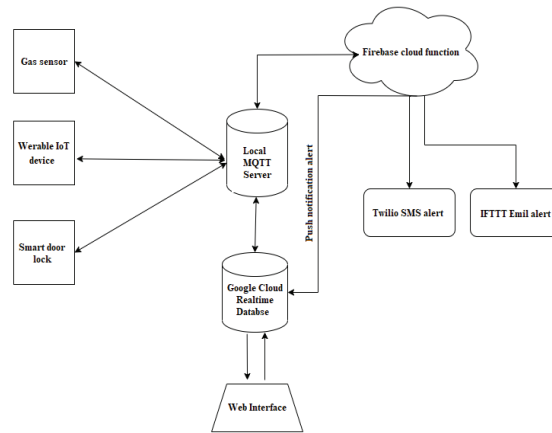 Gas sensor
Firebase cloud function
Werable IoT
device
Local
MQTT
Server
Push notification alert
Twilio SMS alert
IFTTT Emil alert
Smart door
lock
Google Cloud
Realtime
Databse
Web Interface